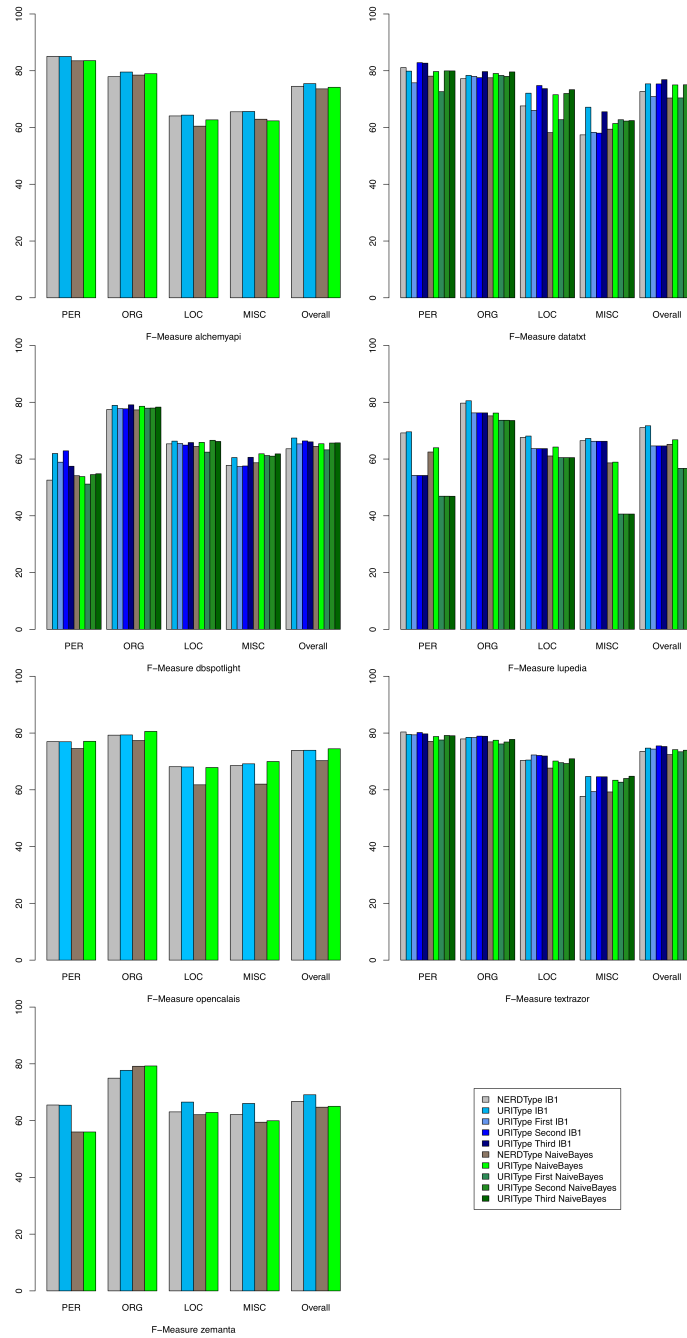 100
80
60
40
20
0
PER ORG LOC MISC Overall
F−Measure alchemyapi
100
80
60
40
20
0
PER ORG LOC MISC Overall
F−Measure datatxt
100
80
60
40
20
0
PER ORG LOC MISC Overall
F−Measure dbspotlight
100
80
60
40
20
0
PER ORG LOC MISC Overall
F−Measure lupedia
100
80
60
40
20
0
PER ORG LOC MISC Overall
F−Measure opencalais
100
80
60
40
20
0
PER ORG LOC MISC Overall
F−Measure textrazor
100
80
60
40
20
0
PER ORG LOC MISC Overall
F−Measure zemanta
NERDType IB1
URIType IB1
URIType First IB1
URIType Second IB1
URIType Third IB1
NERDType NaiveBayes
URIType NaiveBayes
URIType First NaiveBayes
URIType Second NaiveBayes
URIType Third NaiveBayes